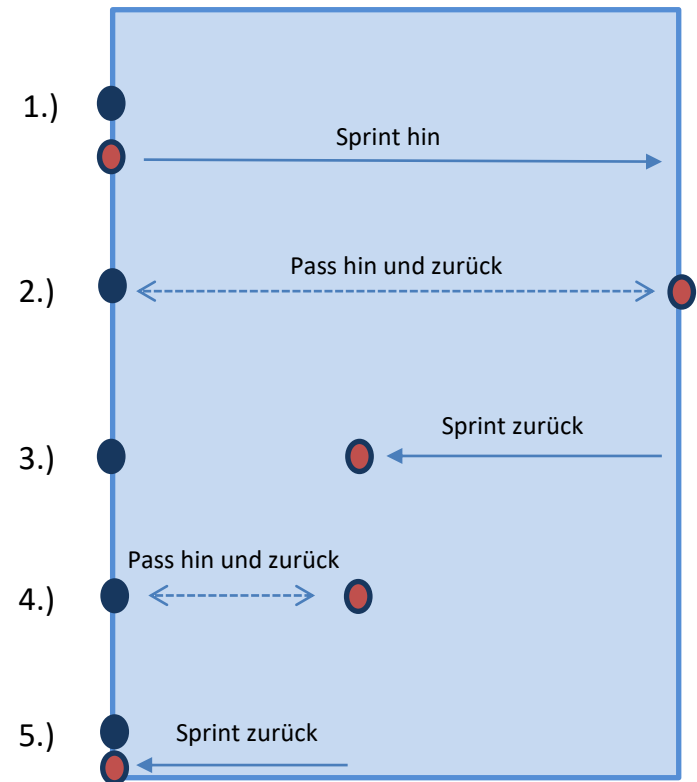 1.)
Sprint hin
2.)
Pass hin und zurück
3.)
Sprint zurück
Pass hin und zurück
4.)
5.)
Sprint zurück